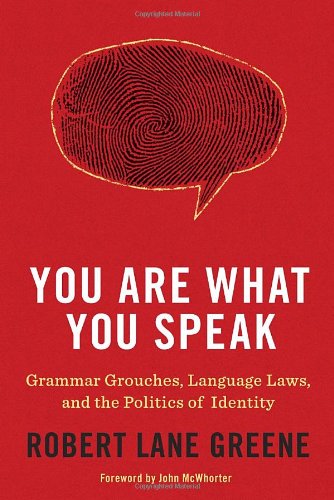 YOU ARE WHAT
YOU SPEAK
Grammar Grouches, Language Laws,
and the Politics of Identity
ROBERT LANE GREENE
Foreword by John McWhorter